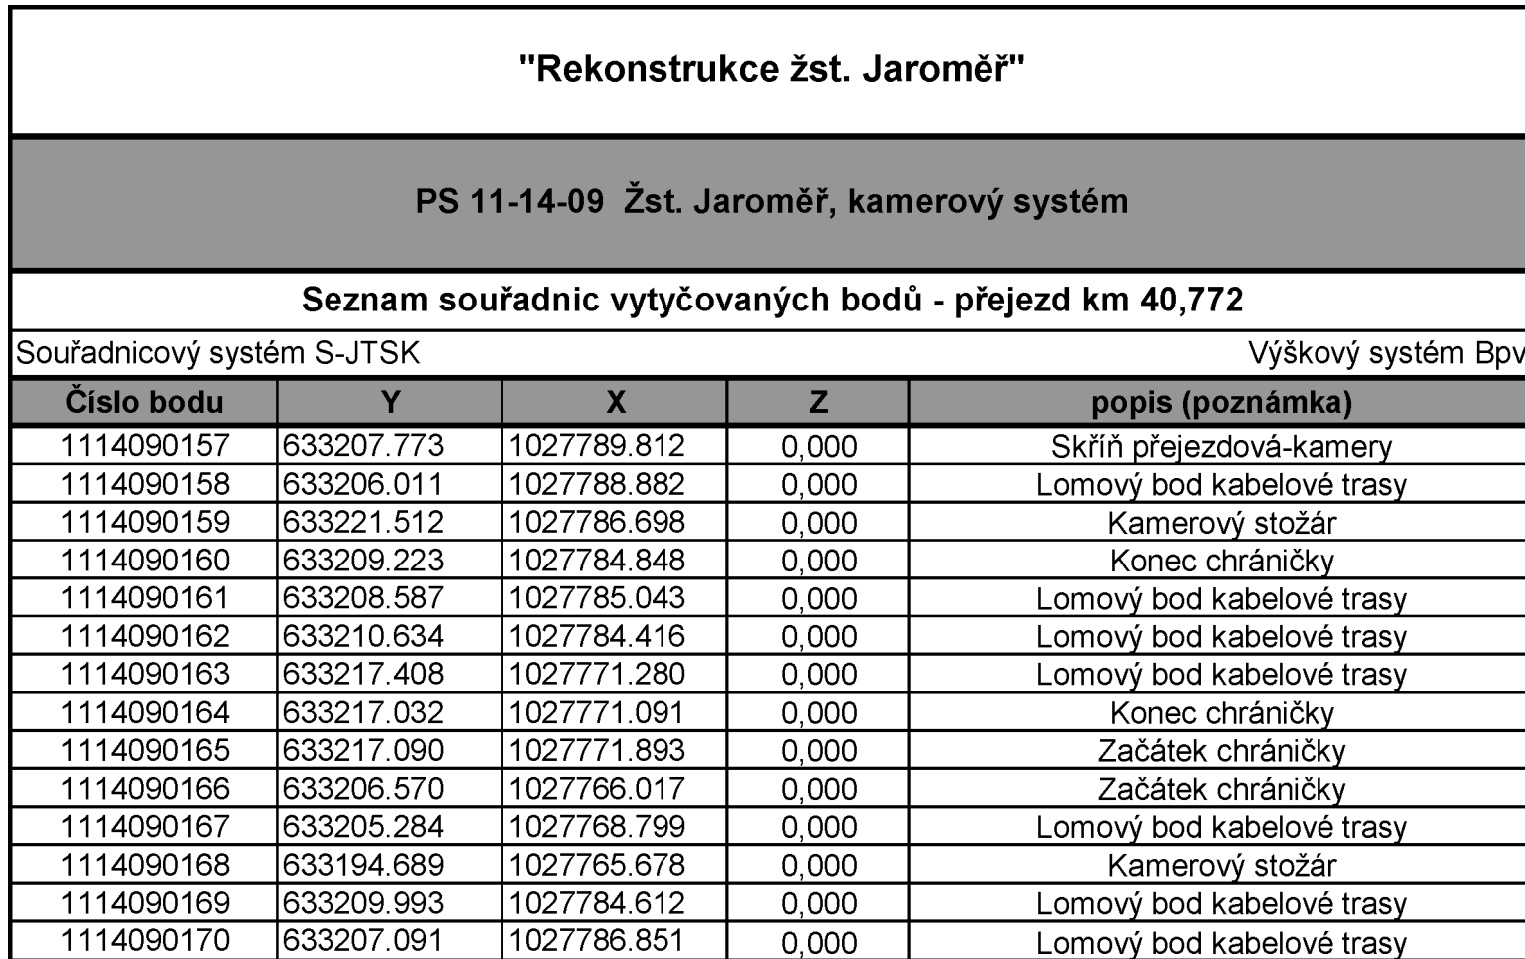 "Rekonstrukce žst. Jaroměř"
PS 11-14-09 Žst. Jaroměř, kamerový systém
Seznam souřadnic vytyčovaných bodů - přejezd km 40,772
Souřadnicový systém S-JTSK Výškový systém Bpv
Číslo bodu Y X Z popis (poznámka)
1114090157 633207.773 1027789.812 0,000 Skříň přejezdová-kamery
1114090158 633206.011 1027788.882 0,000 Lomový bod kabelové trasy
1114090159 633221.512 1027786.698 0,000 Kamerový stožár
1114090160 633209.223 1027784.848 0,000 Konec chráničky
1114090161 633208.587 1027785.043 0,000 Lomový bod kabelové trasy
1114090162 633210.634 1027784.416 0,000 Lomový bod kabelové trasy
1114090163 633217.408 1027771.280 0,000 Lomový bod kabelové trasy
1114090164 633217.032 1027771.091 0,000 Konec chráničky
1114090165 633217.090 1027771.893 0,000 Začátek chráničky
1114090166 633206.570 1027766.017 0,000 Začátek chráničky
1114090167 633205.284 1027768.799 0,000 Lomový bod kabelové trasy
1114090168 633194.689 1027765.678 0,000 Kamerový stožár
1114090169 633209.993 1027784.612 0,000 Lomový bod kabelové trasy
1114090170 633207.091 1027786.851 0,000 Lomový bod kabelové trasy